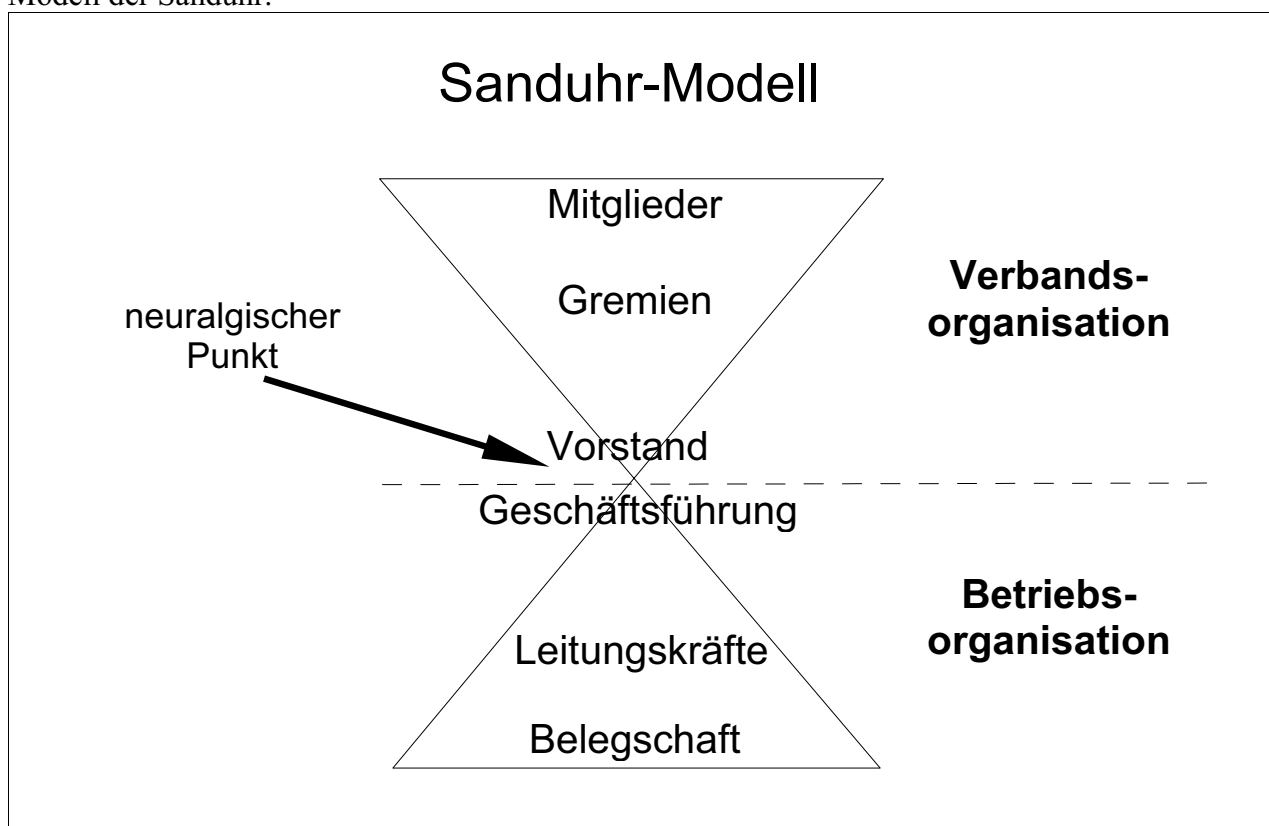 Modell der Sanduhr:
Sanduhr-Modell
Mitglieder
Gremien
Verbands-
organisation
neuralgischer
Punkt
Vorstand
Geschäftsführung
Betriebs-
organisation
Leitungskräfte
Belegschaft